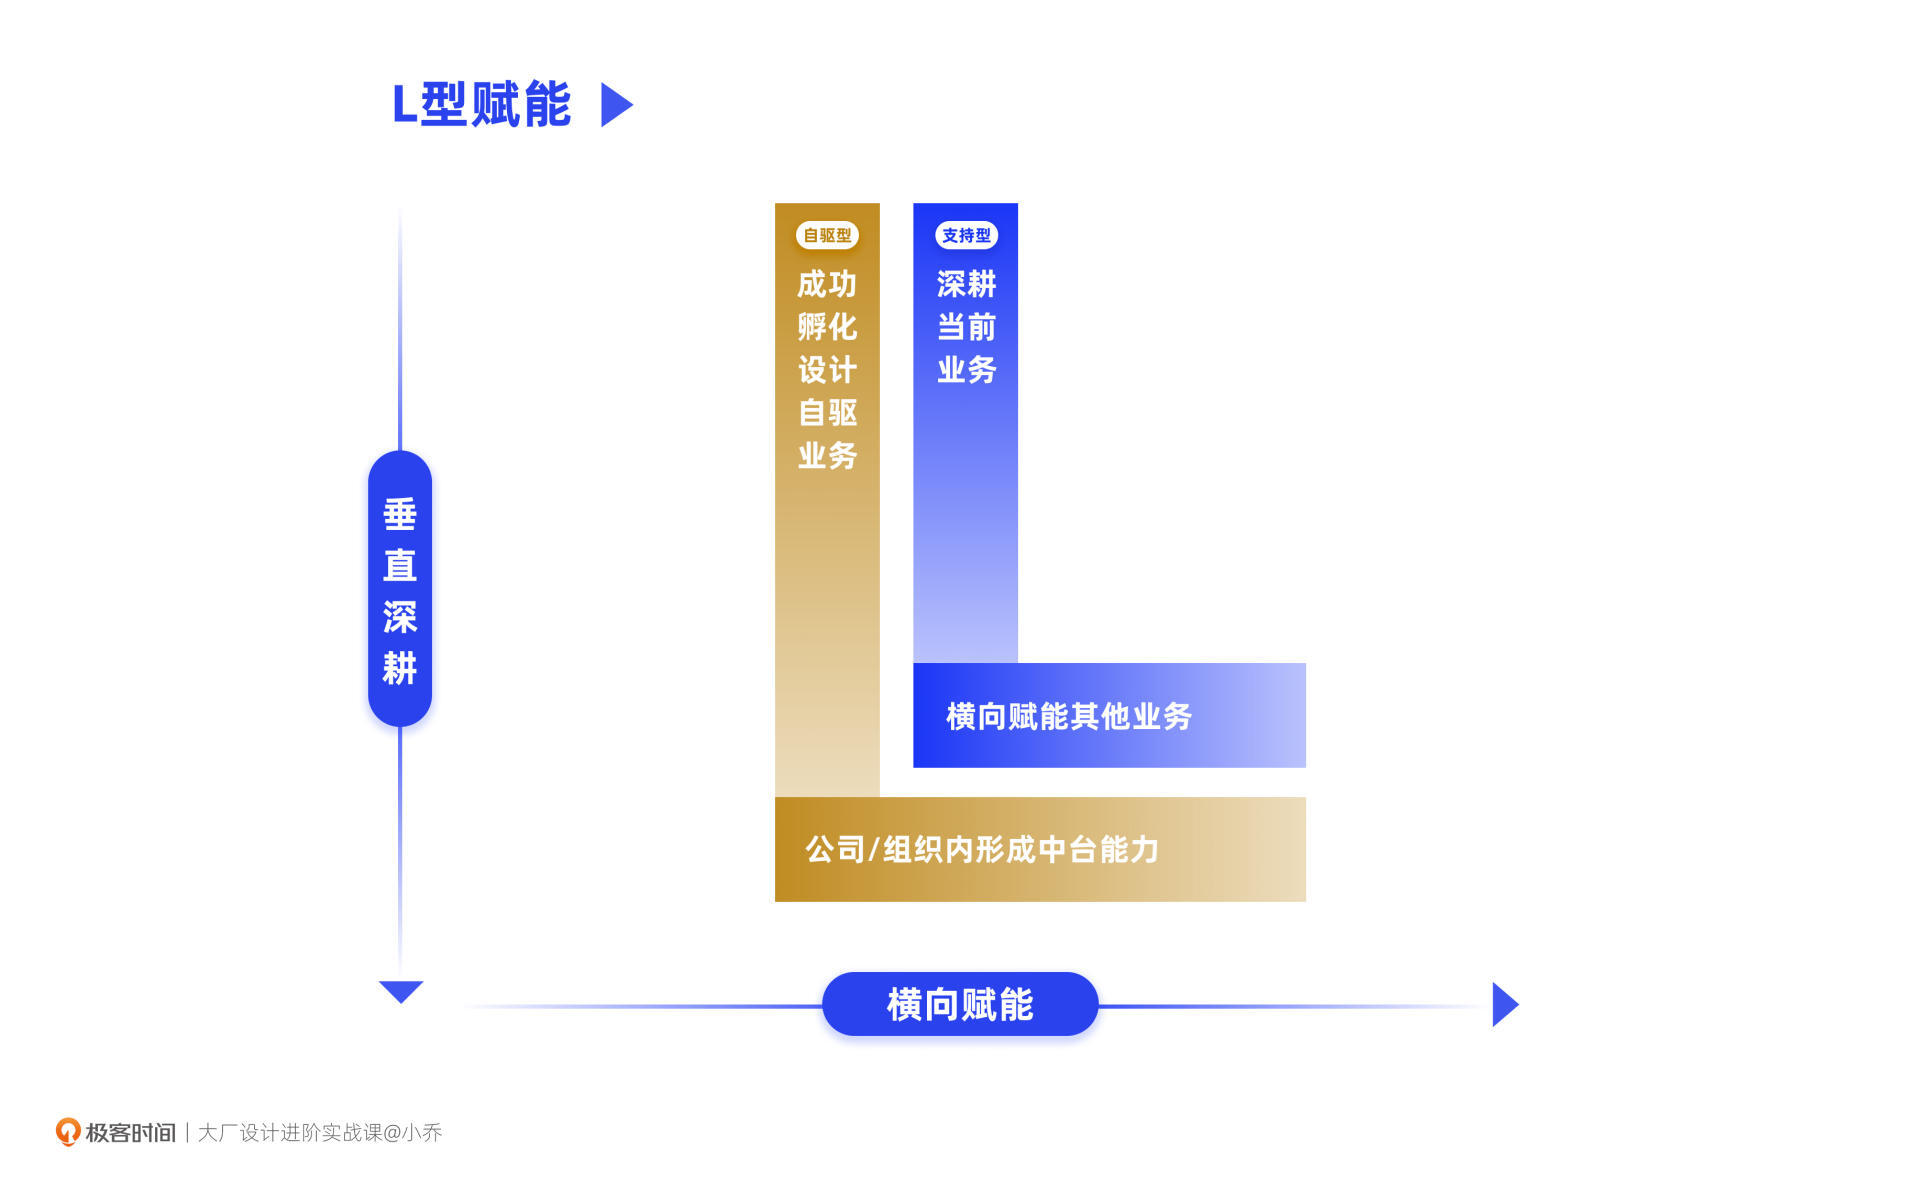 L型赋能
自驱型
成功
孵化
设计
自驱
业务
支持型
深耕
当前
业务
垂
直
深
耕
横向赋能其他业务
公司/组织内形成中台能力
横向赋能
极客时间 | 大厂设计进阶实战课@小乔